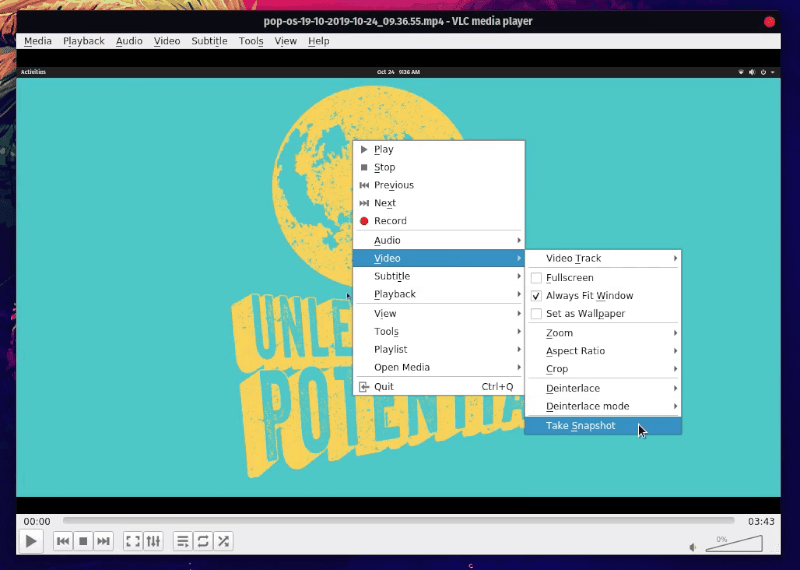 pop-os-19-10-2019-10-24_09.36.55.mp4 - VLC media player
Media Playback Audio Video Subtitle Tools View Help
Activities Oct 24 9:36 AM
Play
Stop
Previous
Next
Record
Audio
Video
Subtitle
Playback
View
Tools
Playlist
Open Media
Quit Ctrl+Q
Video Track
Fullscreen
Always Fit Window
Set as Wallpaper
Zoom
Aspect Ratio
Crop
Deinterlace
Deinterlace mode
Take Snapshot
UNLE
POTENTIA
00:00 03:43
0%